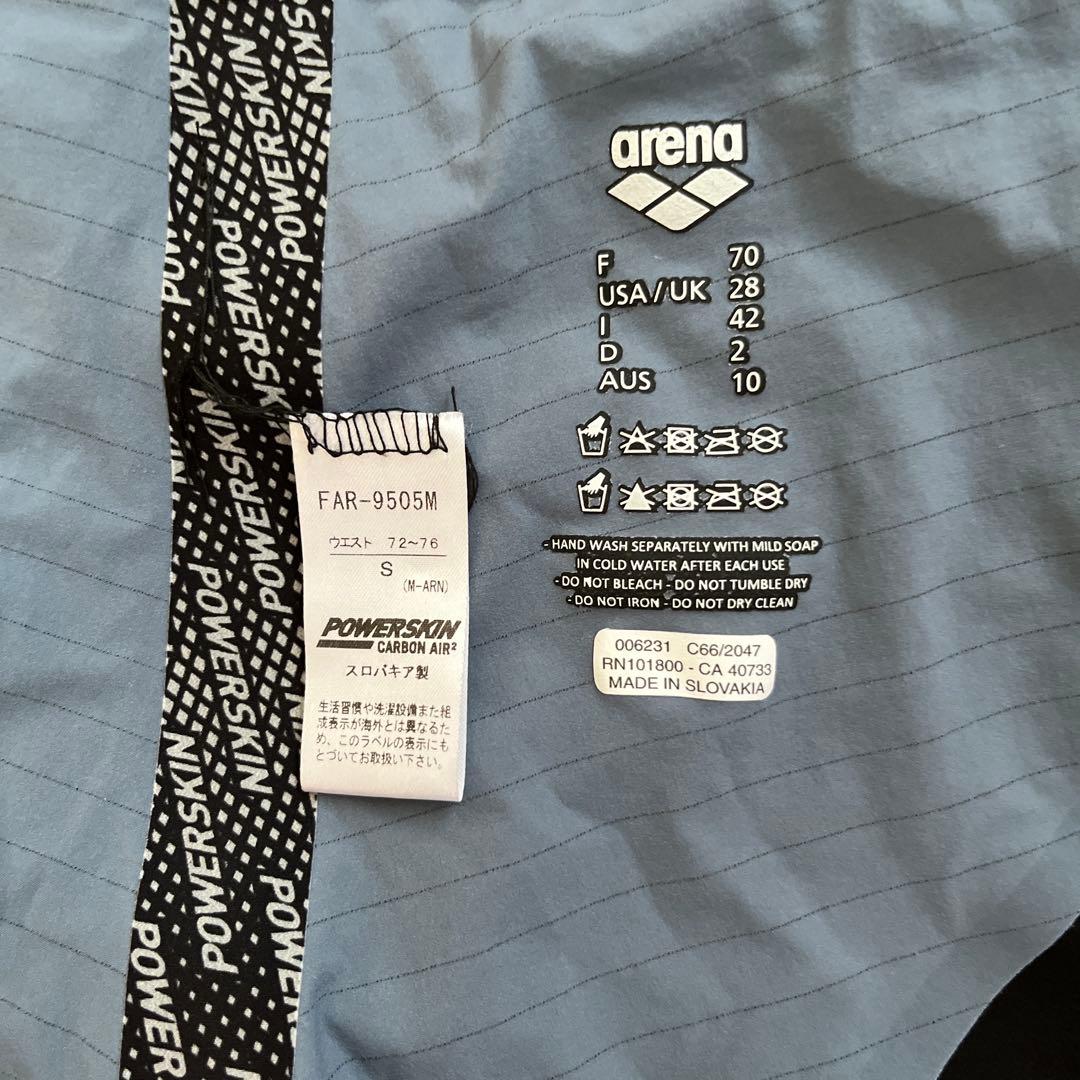 NIKSЯƎWOP
POWERSKIN
POWERSKIN
POWERSKIN
POWERSKIN
POWERSKIN
POWERSKIN
POWER
arena
F 70
USA/UK 28
I 42
D 2
AUS 10
FAR-9505M
ウエスト 72~76
S
(M-ARN)
POWERSKIN
CARBON AIR²
スロバキア製
生活習慣や洗濯設備また組
成表示が海外とは異なるため
め、このラベルの表示にも
とづいてお取扱い下さい。
-HAND WASH SEPARATELY WITH MILD SOAP
IN COLD WATER AFTER EACH USE
-DO NOT BLEACH - DO NOT TUMBLE DRY
- DO NOT IRON - DO NOT DRY CLEAN
006231 C66/2047
RN101800 - CA 40733
MADE IN SLOVAKIA